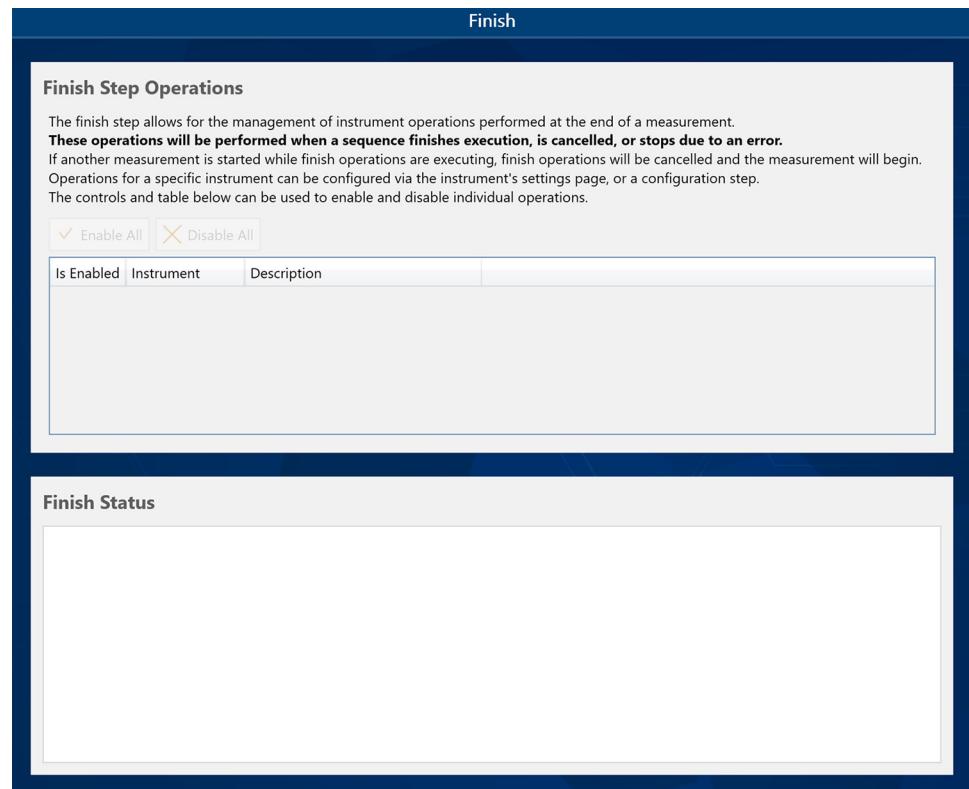 Finish
Finish Step Operations
The finish step allows for the management of instrument operations performed at the end of a measurement.
These operations will be performed when a sequence finishes execution, is cancelled, or stops due to an error.
If another measurement is started while finish operations are executing, finish operations will be cancelled and the measurement will begin.
Operations for a specific instrument can be configured via the instrument's settings page, or a configuration step.
The controls and table below can be used to enable and disable individual operations.
Enable All Disable All
Is Enabled Instrument Description
Finish Status